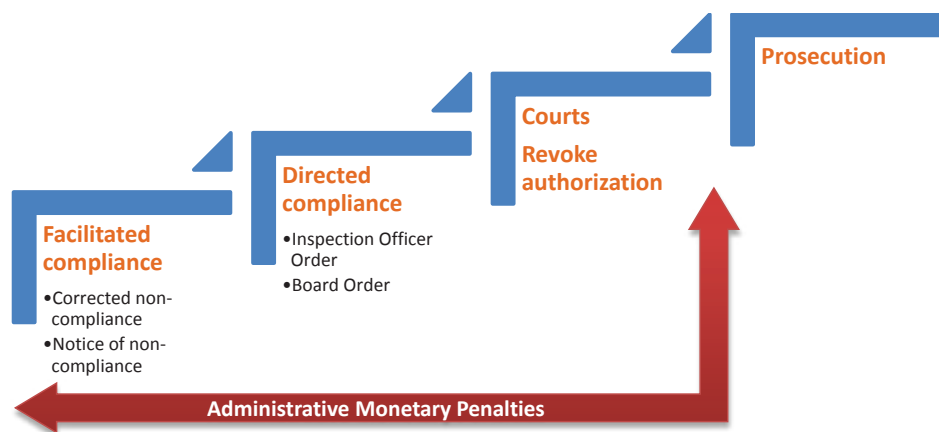 Facilitated
compliance
•Corrected non-
compliance
•Notice of non-
compliance
Directed
compliance
•Inspection Officer
Order
•Board Order
Courts
Revoke
authorization
Prosecution
Administrative Monetary Penalties